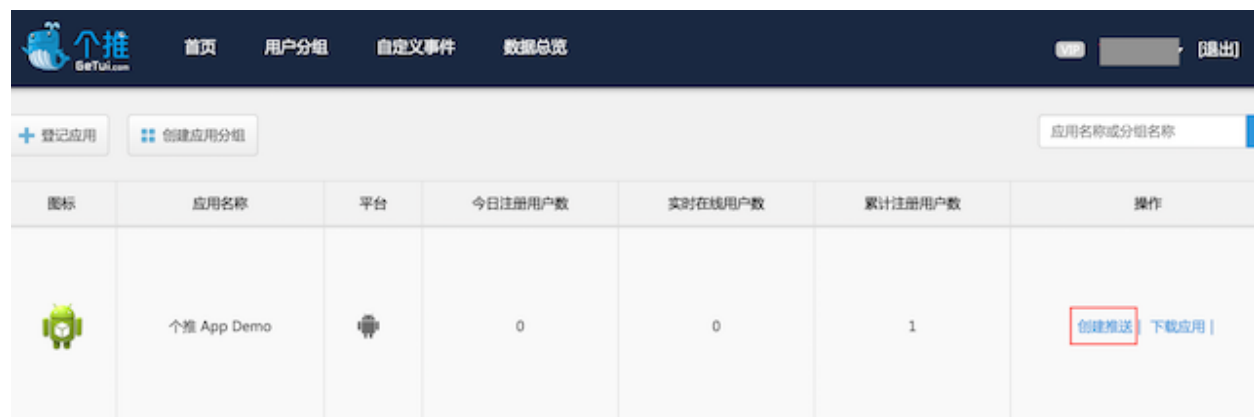 个推 首页 用户分组 自定义事件 数据总览 VIP [退出]
GeTui.com
登记应用 创建应用分组 应用名称或分组名称
图标 应用名称 平台 今日注册用户数 实时在线用户数 累计注册用户数 操作
个推 App Demo 0 0 1 创建推送 | 下载应用 |